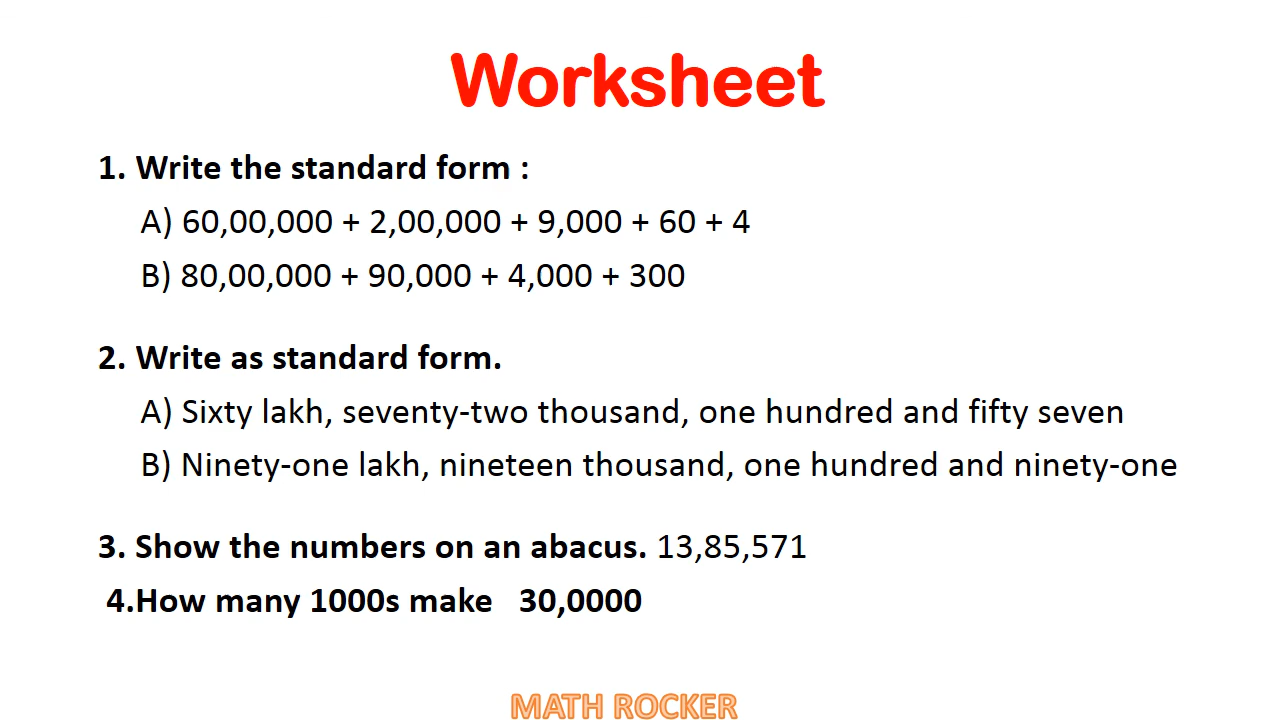 Worksheet
1. Write the standard form :
A) 60,00,000 + 2,00,000 + 9,000 + 60 + 4
B) 80,00,000 + 90,000 + 4,000 + 300
2. Write as standard form.
A) Sixty lakh, seventy-two thousand, one hundred and fifty seven
B) Ninety-one lakh, nineteen thousand, one hundred and ninety-one
3. Show the numbers on an abacus. 13,85,571
4.How many 1000s make 30,0000
MATH ROCKER